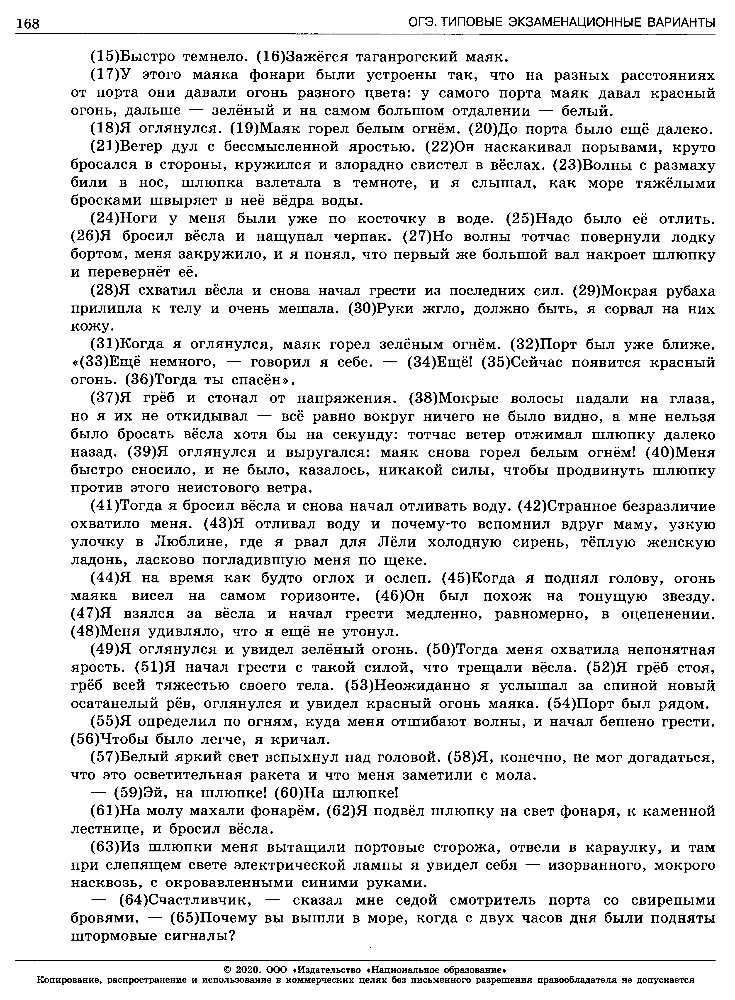 168
ОГЭ. ТИПОВЫЕ ЭКЗАМЕНАЦИОННЫЕ ВАРИАНТЫ
(15)Быстро темнело. (16)Зажёгся таганрогский маяк.
(17)У этого маяка фонари были устроены так, что на разных расстояниях
от порта они давали огонь разного цвета: у самого порта маяк давал красный
огонь, дальше — зелёный и на самом большом отдалении — белый.
(18)Я оглянулся. (19)Маяк горел белым огнём. (20)До порта было ещё далеко.
(21)Ветер дул с бессмысленной яростью. (22)Он наскакивал порывами, круто
бросался в стороны, кружился и злорадно свистел в вёслах. (23)Волны с размаху
били в нос, шлюпка взлетала в темноте, и я слышал, как море тяжёлыми
бросками швыряет в неё вёдра воды.
(24)Ноги у меня были уже по косточку в воде. (25)Надо было её отлить.
(26)Я бросил вёсла и нащупал черпак. (27)Но волны тотчас повернули лодку
бортом, меня закружило, и я понял, что первый же большой вал накроет шлюпку
и перевернёт её.
(28)Я схватил вёсла и снова начал грести из последних сил. (29)Мокрая рубаха
прилипла к телу и очень мешала. (30)Руки жгло, должно быть, я сорвал на них
кожу.
(31)Когда я оглянулся, маяк горел зелёным огнём. (32)Порт был уже ближе.
«(33)Ещё немного, — говорил я себе. — (34)Ещё! (35)Сейчас появится красный
огонь. (36)Тогда ты спасён».
(37)Я грёб и стонал от напряжения. (38)Мокрые волосы падали на глаза,
но я их не откидывал — всё равно вокруг ничего не было видно, а мне нельзя
было бросать вёсла хотя бы на секунду: тотчас ветер отжимал шлюпку далеко
назад. (39)Я оглянулся и выругался: маяк снова горел белым огнём! (40)Меня
быстро сносило, и не было, казалось, никакой силы, чтобы продвинуть шлюпку
против этого неистового ветра.
(41)Тогда я бросил вёсла и снова начал отливать воду. (42)Странное безразличие
охватило меня. (43)Я отливал воду и почему-то вспомнил вдруг маму, узкую
улочку в Люблине, где я рвал для Лёли холодную сирень, тёплую женскую
ладонь, ласково погладившую меня по щеке.
(44)Я на время как будто оглох и ослеп. (45)Когда я поднял голову, огонь
маяка висел на самом горизонте. (46)Он был похож на тонущую звезду.
(47)Я взялся за вёсла и начал грести медленно, равномерно, в оцепенении.
(48)Меня удивляло, что я ещё не утонул.
(49)Я оглянулся и увидел зелёный огонь. (50)Тогда меня охватила непонятная
ярость. (51)Я начал грести с такой силой, что трещали вёсла. (52)Я грёб стоя,
грёб всей тяжестью своего тела. (53)Неожиданно я услышал за спиной новый
осатанелый рёв, оглянулся и увидел красный огонь маяка. (54)Порт был рядом.
(55)Я определил по огням, куда меня отшибают волны, и начал бешено грести.
(56)Чтобы было легче, я кричал.
(57)Белый яркий свет вспыхнул над головой. (58)Я, конечно, не мог догадаться,
что это осветительная ракета и что меня заметили с мола.
— (59)Эй, на шлюпке! (60)На шлюпке!
(61)На молу махали фонарём. (62)Я подвёл шлюпку на свет фонаря, к каменной
лестнице, и бросил вёсла.
(63)Из шлюпки меня вытащили портовые сторожа, отвели в караулку, и там
при слепящем свете электрической лампы я увидел себя — изорванного, мокрого
насквозь, с окровавленными синими руками.
— (64)Счастливчик, — сказал мне седой смотритель порта со свирепыми
бровями. — (65)Почему вы вышли в море, когда с двух часов дня были подняты
штормовые сигналы?
© 2020. ООО «Издательство «Национальное образование»
Копирование, распространение и использование в коммерческих целях без письменного разрешения правообладателя не допускается